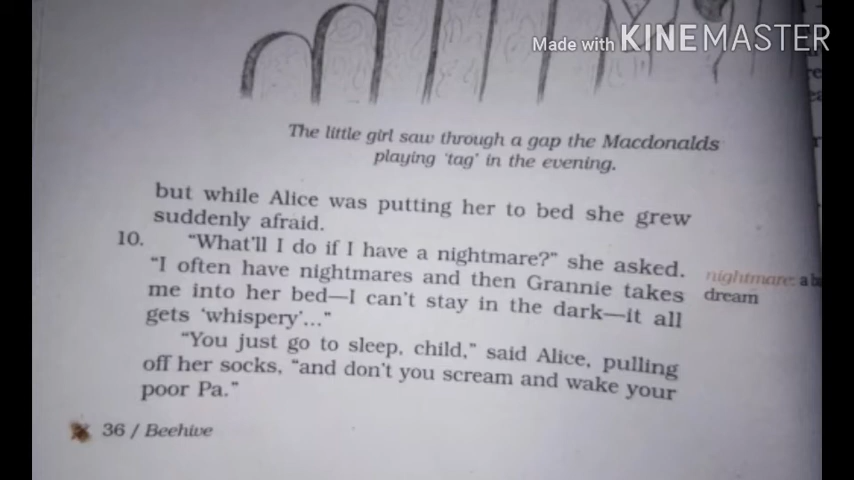 Made with KINEMASTER
The little girl saw through a gap the Macdonalds
playing 'tag' in the evening.
but while Alice was putting her to bed she grew
suddenly afraid.
10. "What'll I do if I have a nightmare?" she asked.
"I often have nightmares and then Grannie takes
me into her bed—I can't stay in the dark—it all
gets 'whispery'..."
nightmare: a
dream
"You just go to sleep, child," said Alice, pulling
off her socks, "and don't you scream and wake your
poor Pa."
36 / Beehive